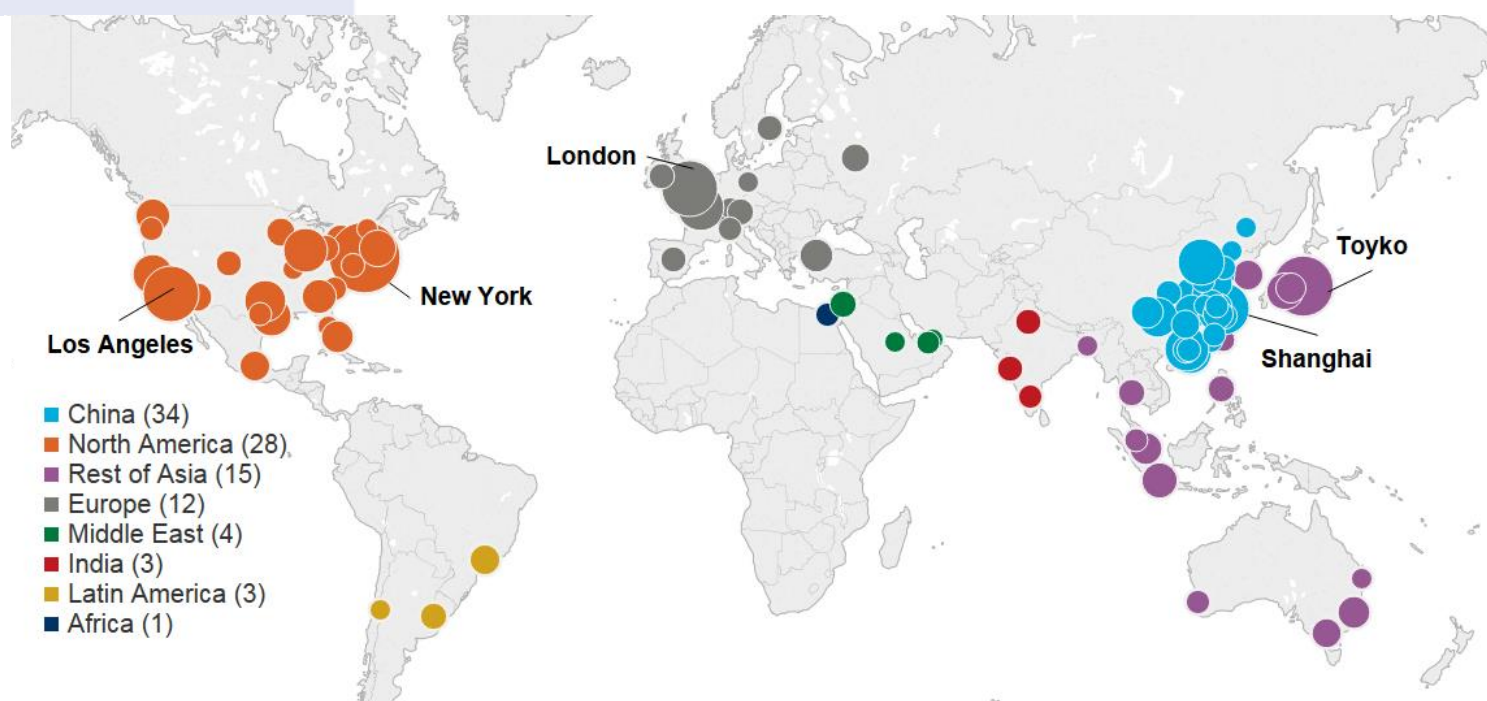 London
Toyko
New York
Los Angeles
Shanghai
China (34)
North America (28)
Rest of Asia (15)
Europe (12)
Middle East (4)
India (3)
Latin America (3)
Africa (1)